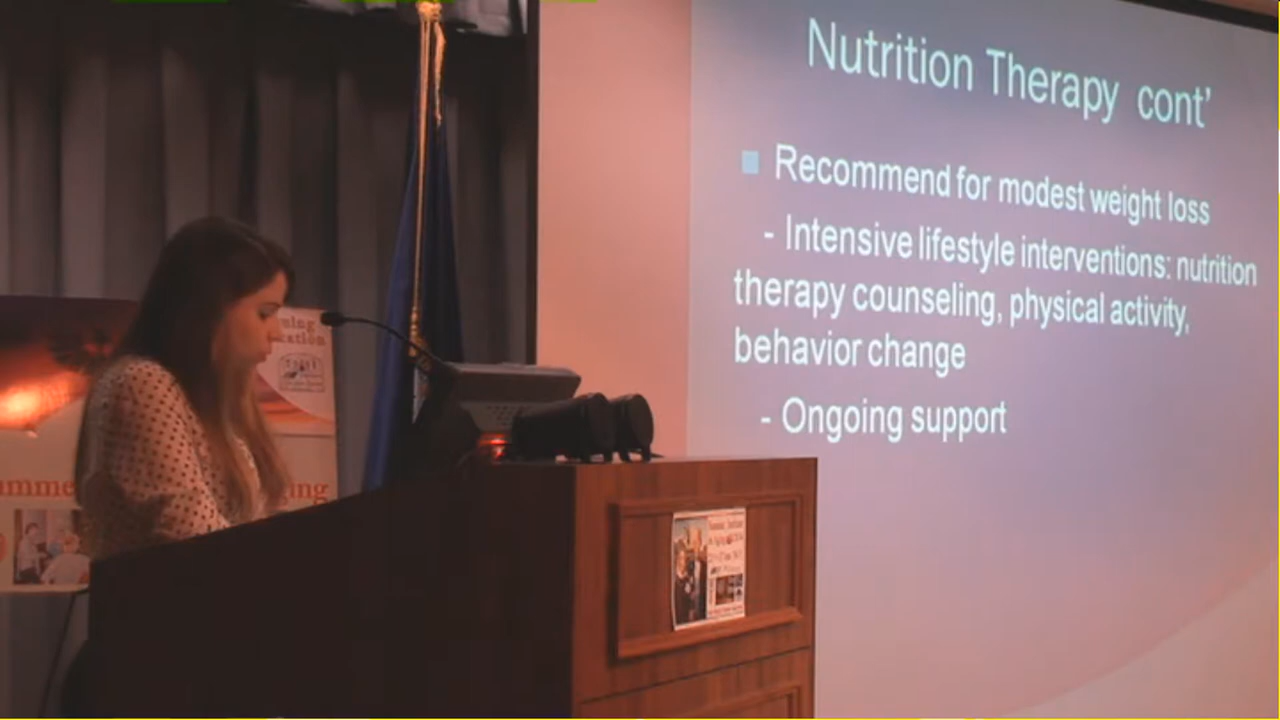 Nutrition Therapy cont'
Recommend for modest weight loss
- Intensive lifestyle interventions: nutrition
therapy counseling, physical activity,
behavior change
- Ongoing support